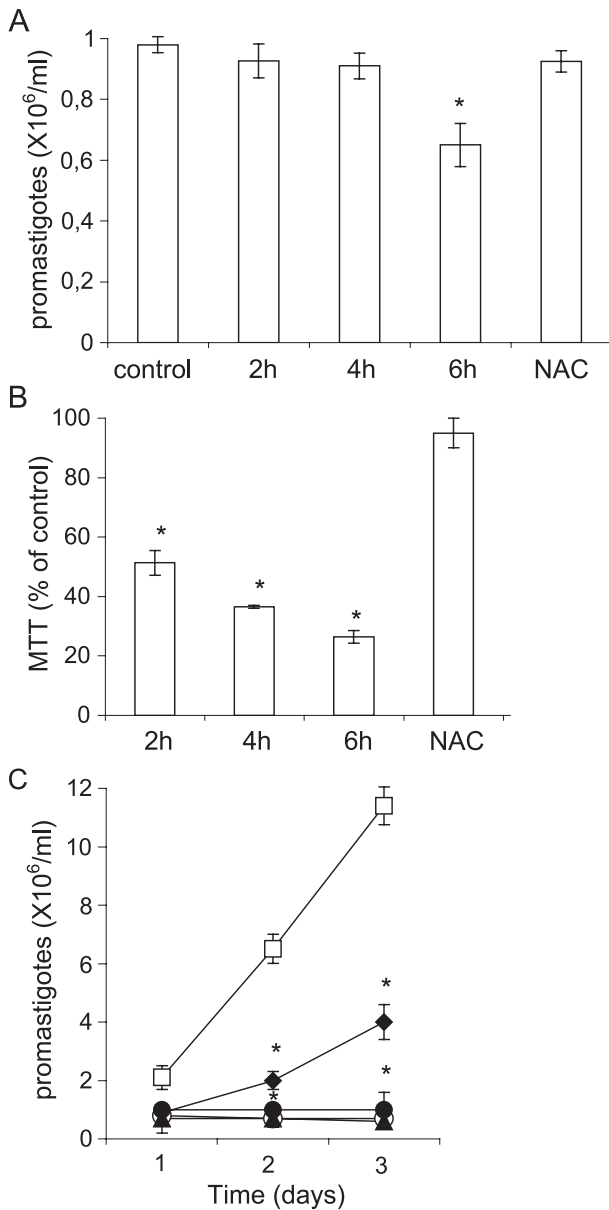 A
promastigotes (X10⁶/ml)
1
0,8
0,6
0,4
0,2
0
*
control 2h 4h 6h NAC
B
MTT (% of control)
100
80
60
40
20
0
* * *
2h 4h 6h NAC
C
promastigotes (X10⁶/ml)
12
10
8
6
4
2
0
*
*
*
*
1 2 3
Time (days)